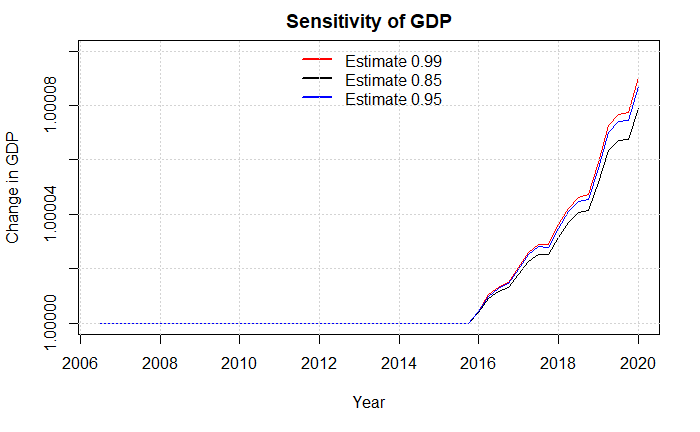 Sensitivity of GDP
Estimate 0.99
Estimate 0.85
Estimate 0.95
Change in GDP
1.00008
1.00004
1.00000
2006 2008 2010 2012 2014 2016 2018 2020
Year